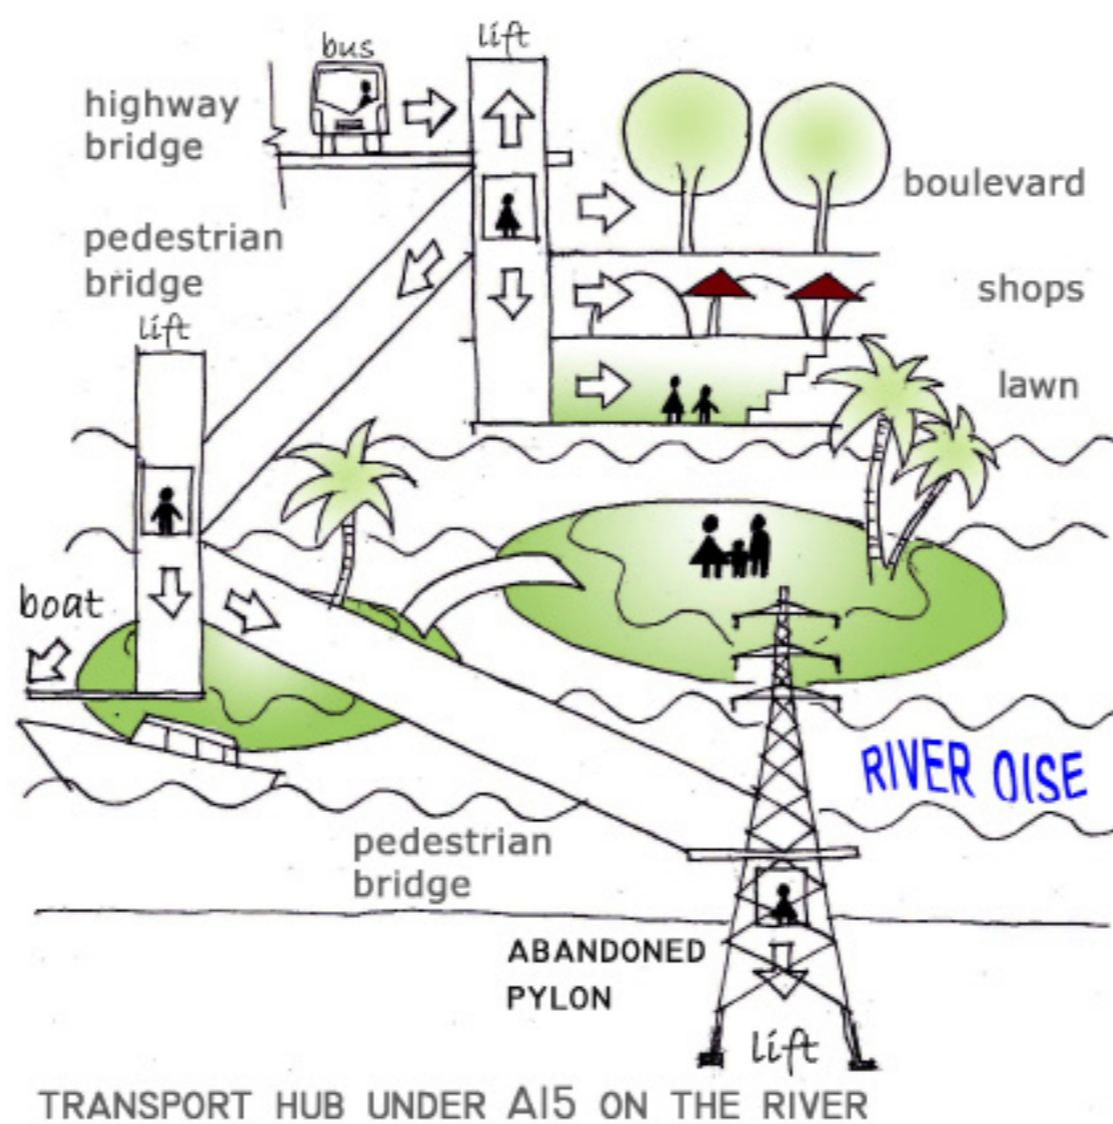 lift
bus
highway
bridge
boulevard
pedestrian
bridge
shops
lift
lawn
boat
RIVER OISE
pedestrian
bridge
ABANDONED
PYLON
lift
TRANSPORT HUB UNDER A15 ON THE RIVER